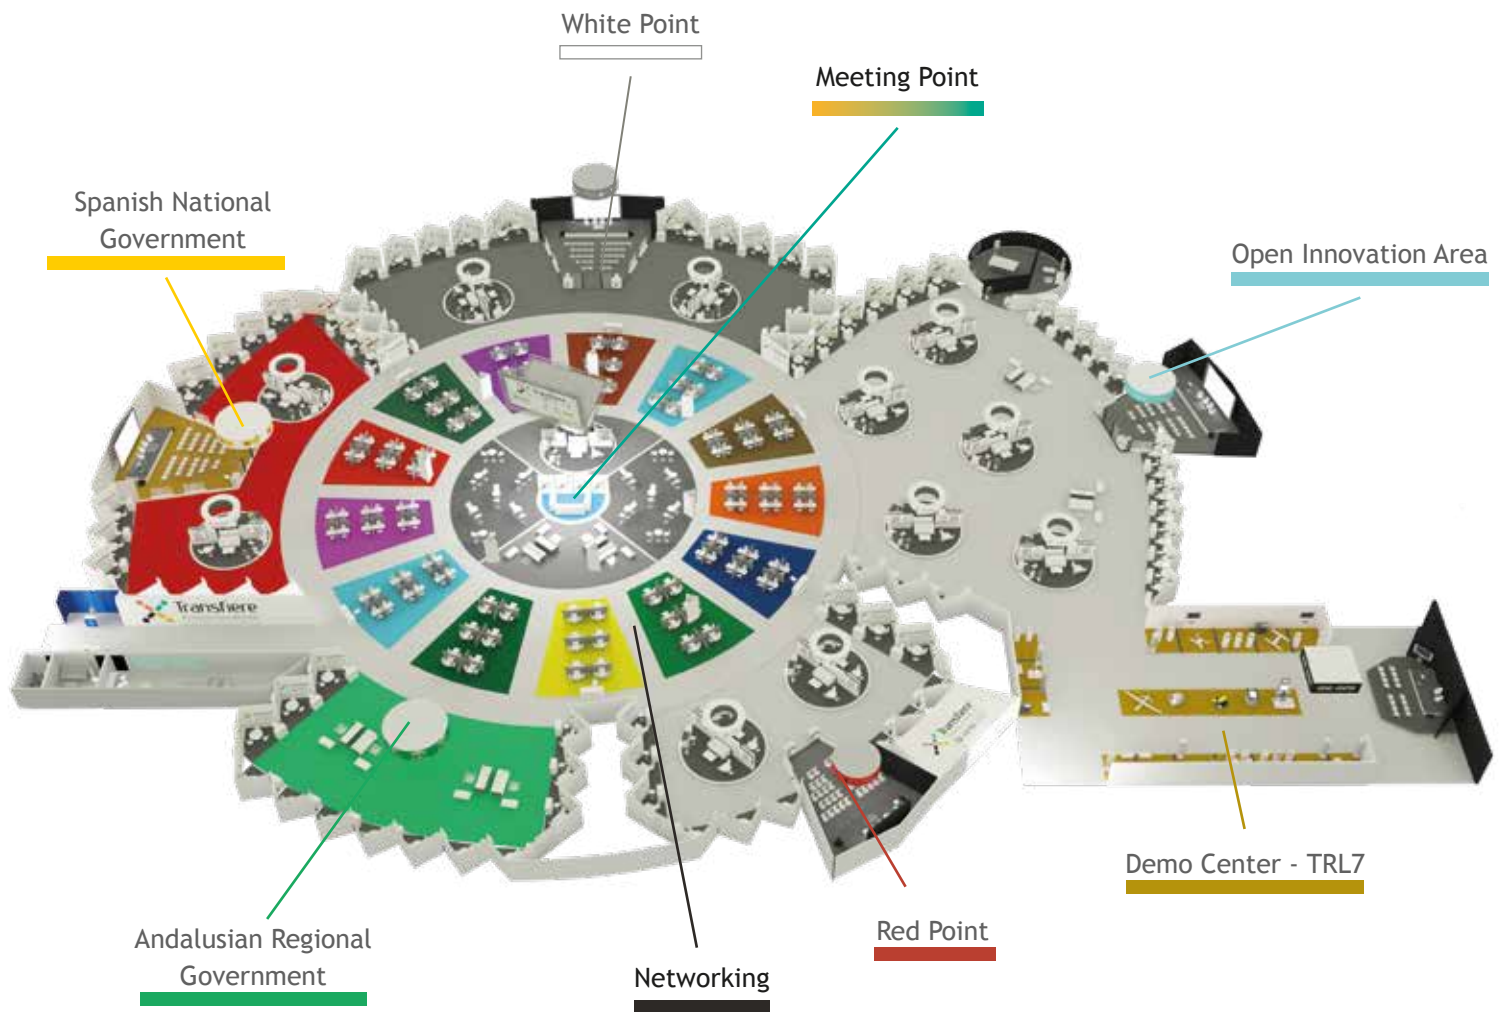 White Point
Meeting Point
Spanish National
Government
Open Innovation Area
Transfiere
Transfiere
Demo Center - TRL7
Red Point
Andalusian Regional
Government
Networking